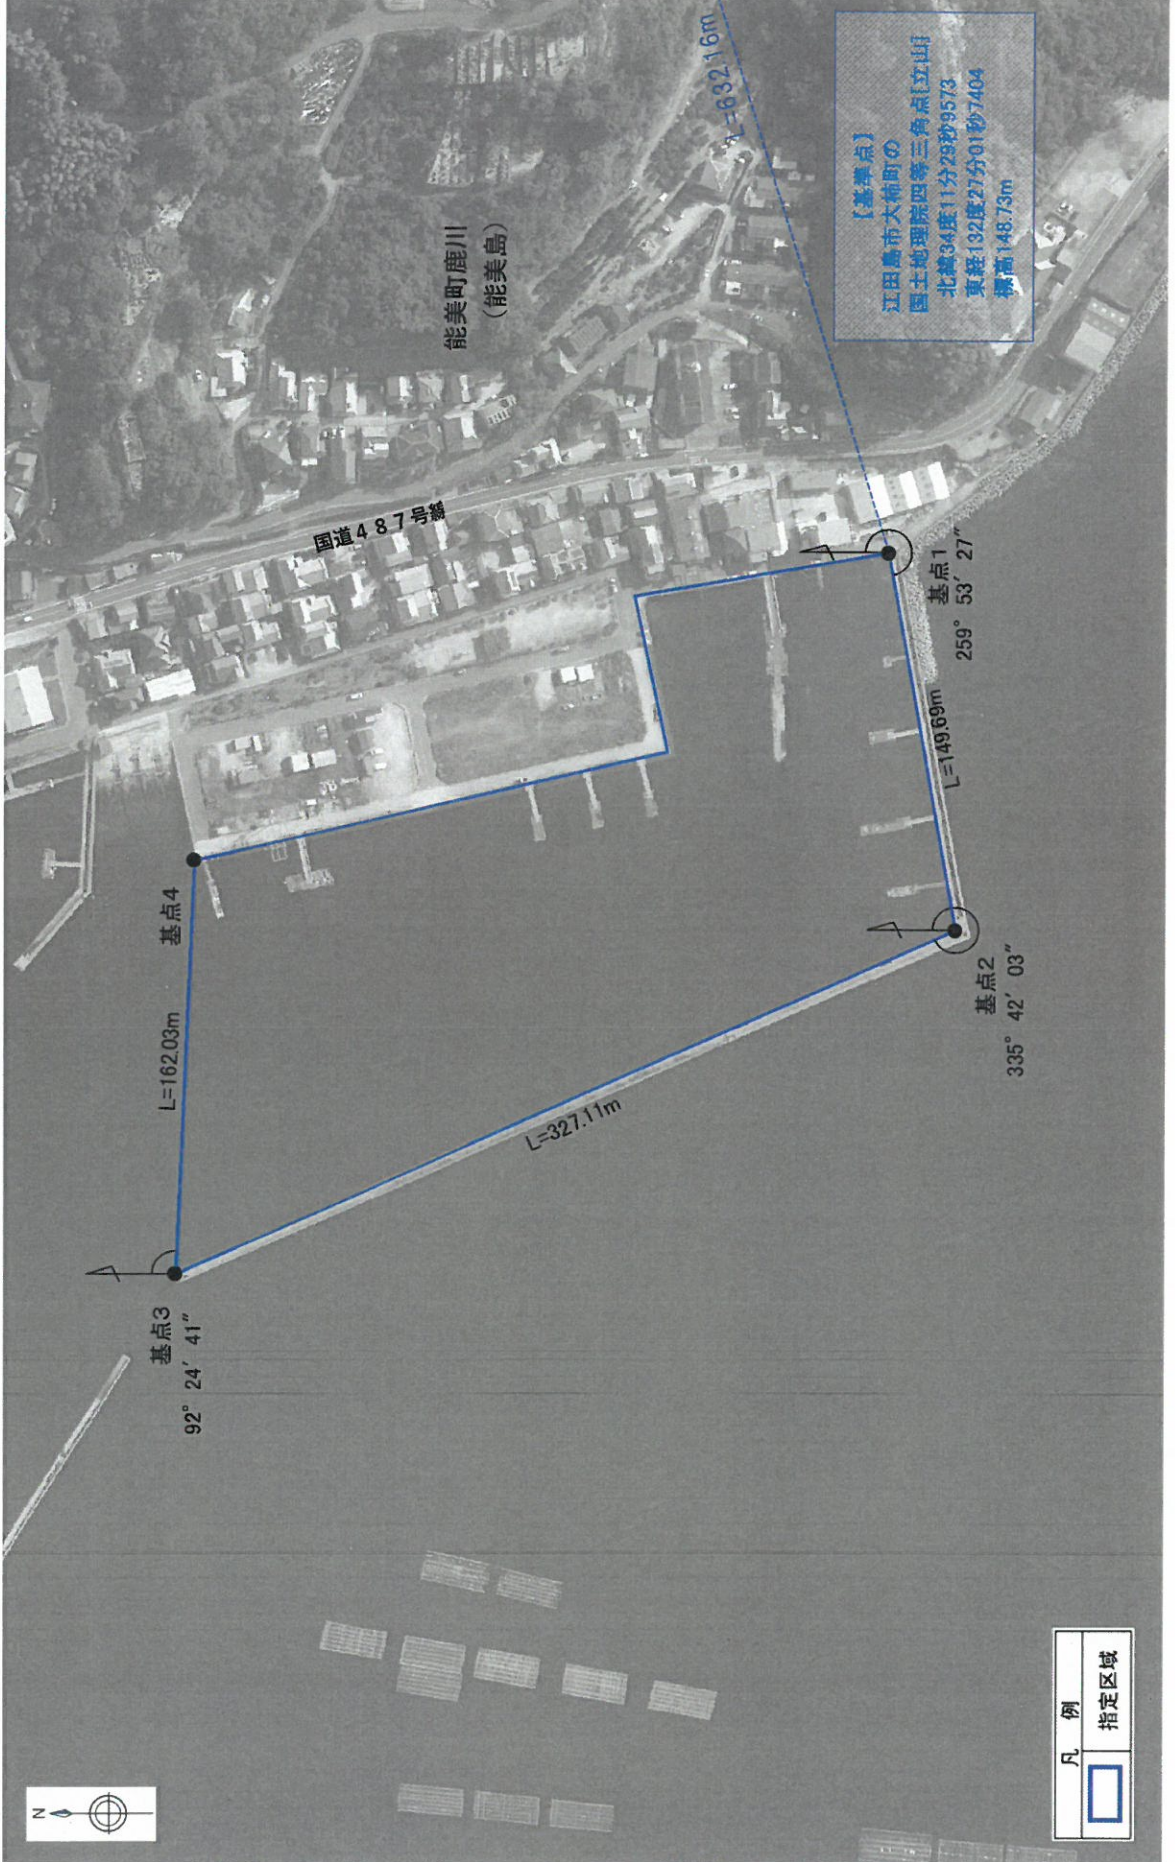 N
L=632.16m
【基準点】
江田島市大柿町の
国土地理院四等三角点[立山]
北緯34度11分29秒9573
東経132度27分01秒7404
標高148.73m
能美町鹿川
(能美島)
国道487号線
基点4
L=162.03m
基点3
92° 24′ 41″
L=327.11m
基点1
259° 53′ 27″
L=149.69m
基点2
335° 42′ 03″
凡 例
指定区域